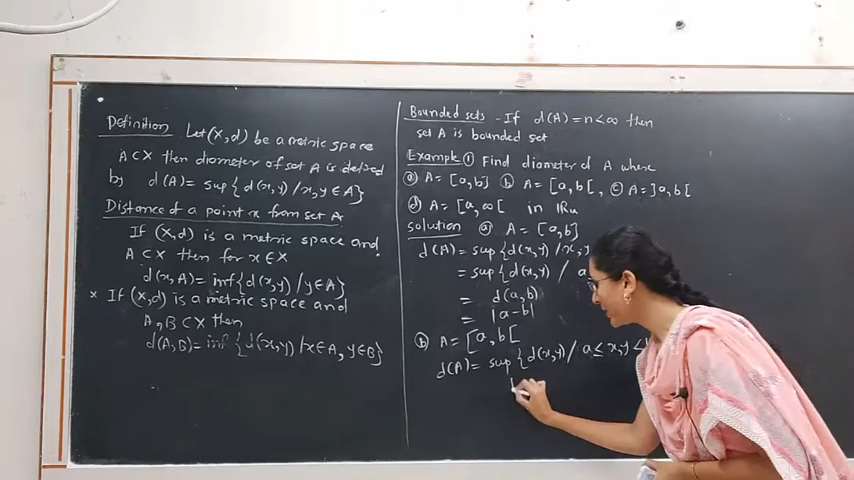 Definition Let (X,d) be a metric space
A⊂X then diameter of set A is defined
by d(A) = sup{d(x,y)/x,y∈A}
Distance of a point x from set A
If (X,d) is a metric space and
A⊂X then for x∈X
d(x,A) = inf{d(x,y)/y∈A}
* If (X,d) is a metric space and
A,B⊂X then
d(A,B) = inf {d(x,y)/x∈A, y∈B}
Bounded sets - If d(A)=n<∞ then
set A is bounded set
Example ① Find diameter of A where
ⓐ A=[a,b] ⓑ A=[a,b[, ⓒ A=]a,b[
ⓓ A=[a,∞[ in IRu
solution ⓐ A=[a,b]
d(A) = sup{d(x,y)/x,y
= sup{d(x,y) / a
= d(a,b)
= |a-b|
ⓑ A=[a,b[
d(A) = sup {d(x,y)/ a≤x,y<